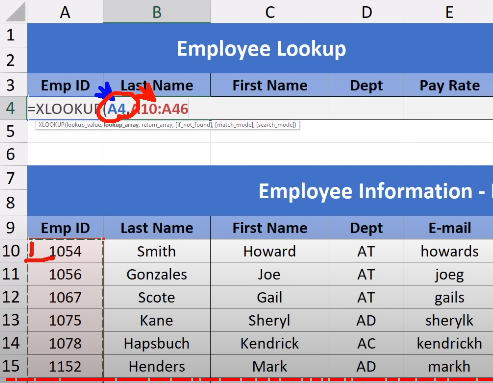 A B C D E
1
Employee Lookup
2
3 Emp ID Last Name First Name Dept Pay Rate
4 =XLOOKUP(A4,A10:A46
XLOOKUP(lookup_value, lookup_array, return_array, [if_not_found], [match_mode], [search_mode])
5
6
7
Employee Information -
8
9 Emp ID Last Name First Name Dept E-mail
10 1054 Smith Howard AT howards
11 1056 Gonzales Joe AT joeg
12 1067 Scote Gail AT gails
13 1075 Kane Sheryl AD sherylk
14 1078 Hapsbuch Kendrick AC kendrickh
15 1152 Henders Mark AD markh